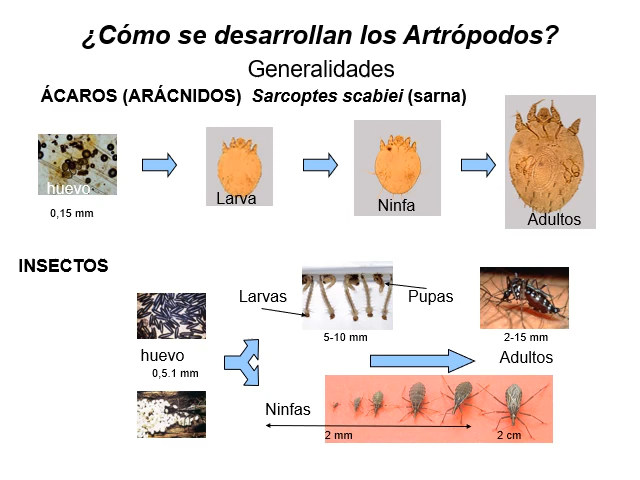 ¿Cómo se desarrollan los Artrópodos?
Generalidades
ÁCAROS (ARÁCNIDOS) Sarcoptes scabiei (sarna)
huevo
0,15 mm
Larva
Ninfa
Adultos
INSECTOS
Larvas
Pupas
5-10 mm
2-15 mm
huevo
0,5.1 mm
Adultos
Ninfas
2 mm
2 cm